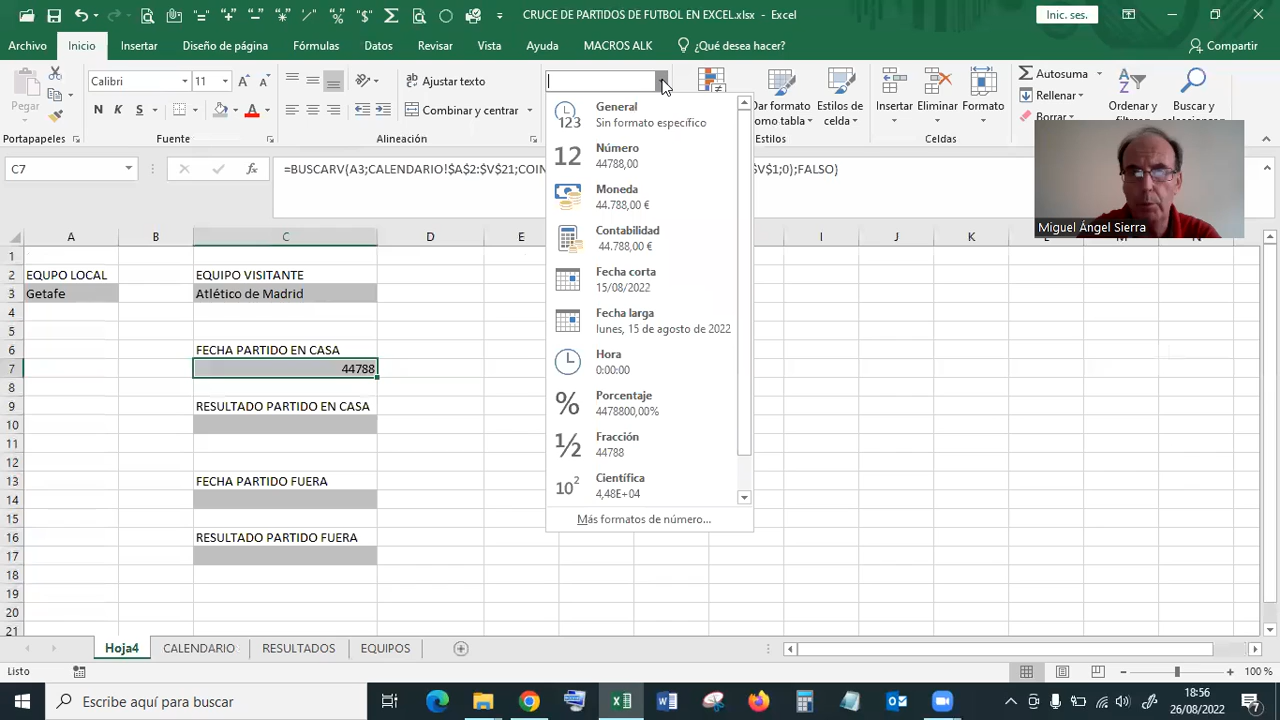 CRUCE DE PARTIDOS DE FUTBOL EN EXCEL.xlsx - Excel
Inic. ses.
Archivo Inicio Insertar Diseño de página Fórmulas Datos Revisar Vista Ayuda MACROS ALK ¿Qué desea hacer? Compartir
Pegar
Calibri 11
N K S
Ajustar texto
Combinar y centrar
Dar formato
como tabla
Estilos de
celda
Insertar Eliminar Formato
Autosuma
Rellenar
Borrar
Ordenar y
Buscar y
Portapapeles Fuente Alineación Estilos Celdas
C7
=BUSCARV(A3;CALENDARIO!$A$2:$V$21;COIN
$V$1;0);FALSO)
General
Sin formato específico
Número
44788,00
Moneda
44.788,00 €
Contabilidad
44.788,00 €
Fecha corta
15/08/2022
Fecha larga
lunes, 15 de agosto de 2022
Hora
0:00:00
Porcentaje
4478800,00%
Fracción
44788
Científica
4,48E+04
Más formatos de número...
Miguel Ángel Sierra
A B C D E I J K
1
2 EQUPO LOCAL EQUIPO VISITANTE
3 Getafe Atlético de Madrid
4
5
6 FECHA PARTIDO EN CASA
7 44788
8
9 RESULTADO PARTIDO EN CASA
10
11
12
13 FECHA PARTIDO FUERA
14
15
16 RESULTADO PARTIDO FUERA
17
18
19
20
21
Hoja4 CALENDARIO RESULTADOS EQUIPOS
Listo
100 %
Escribe aquí para buscar
18:56
26/08/2022
7